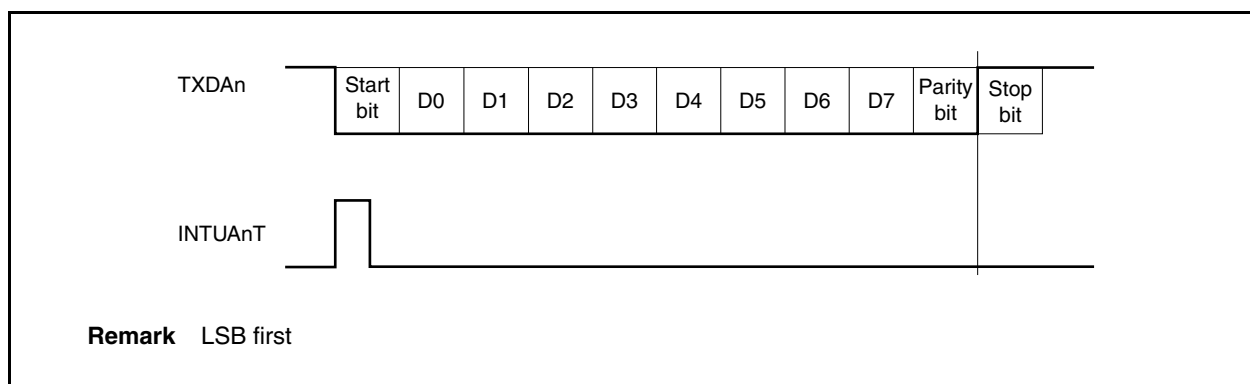 TXDAn
Start bit
D0
D1
D2
D3
D4
D5
D6
D7
Parity bit
Stop bit
INTUAnT
Remark LSB first